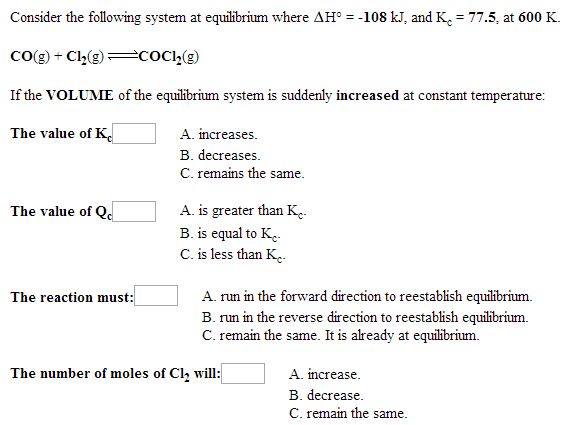 Consider the following system at equilibrium where ΔH° = -108 kJ, and Kc = 77.5, at 600 K.
CO(g) + Cl2(g) ⇌ COCl2(g)
If the VOLUME of the equilibrium system is suddenly increased at constant temperature:
The value of Kc A. increases.
B. decreases.
C. remains the same.
The value of Qc A. is greater than Kc.
B. is equal to Kc.
C. is less than Kc.
The reaction must: A. run in the forward direction to reestablish equilibrium.
B. run in the reverse direction to reestablish equilibrium.
C. remain the same. It is already at equilibrium.
The number of moles of Cl2 will: A. increase.
B. decrease.
C. remain the same.